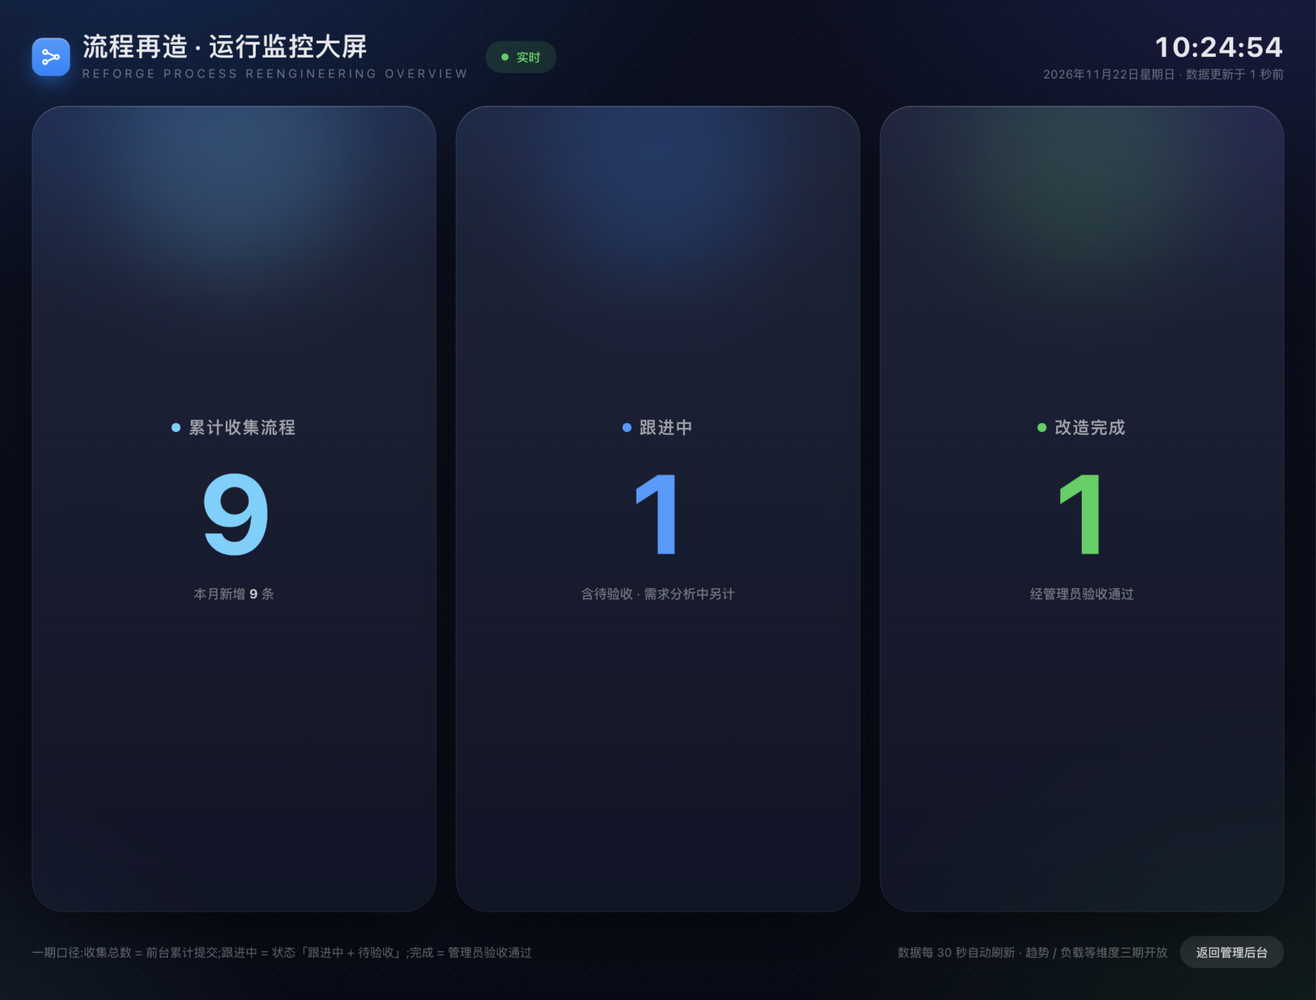 流程再造 · 运行监控大屏
REFORGE PROCESS REENGINEERING OVERVIEW
实时
10:24:54
2026年11月22日星期日 · 数据更新于 1 秒前
累计收集流程
9
本月新增 9 条
跟进中
1
含待验收 · 需求分析中另计
改造完成
1
经管理员验收通过
一期口径:收集总数 = 前台累计提交;跟进中 = 状态「跟进中 + 待验收」;完成 = 管理员验收通过
数据每 30 秒自动刷新 · 趋势 / 负载等维度三期开放
返回管理后台